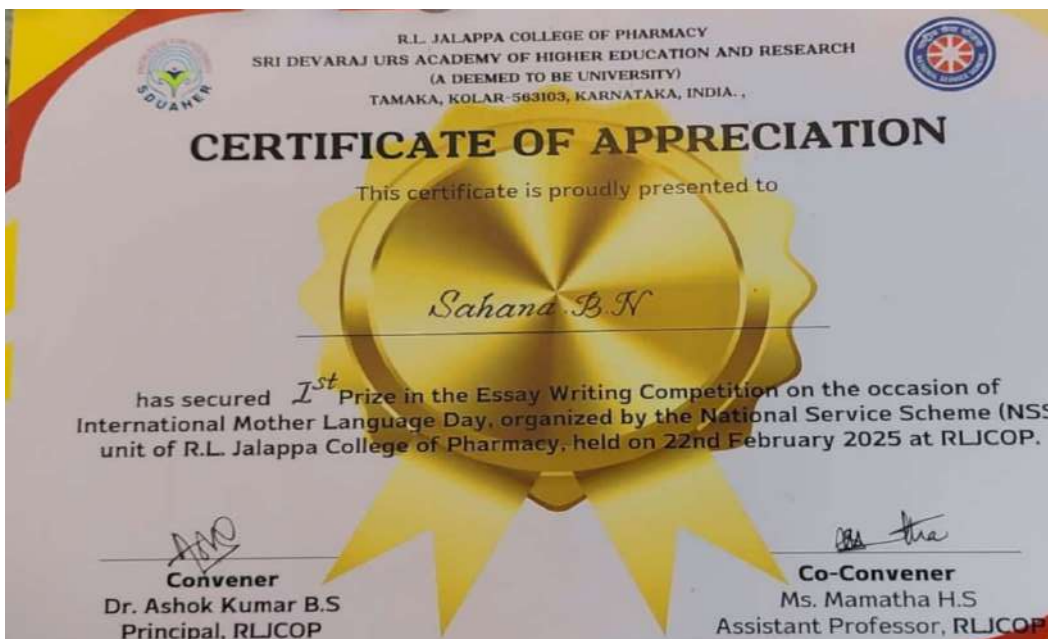 R.L. JALAPPA COLLEGE OF PHARMACY
SRI DEVARAJ URS ACADEMY OF HIGHER EDUCATION AND RESEARCH
(A DEEMED TO BE UNIVERSITY)
TAMAKA, KOLAR-563103, KARNATAKA, INDIA. ,
SDUAHER
CERTIFICATE OF APPRECIATION
This certificate is proudly presented to
Sahana B.N
has secured Ist Prize in the Essay Writing Competition on the occasion of
International Mother Language Day, organized by the National Service Scheme (NSS
unit of R.L. Jalappa College of Pharmacy, held on 22nd February 2025 at RLJCOP.
Convener
Dr. Ashok Kumar B.S
Principal, RLJCOP
Co-Convener
Ms. Mamatha H.S
Assistant Professor, RLJCOP